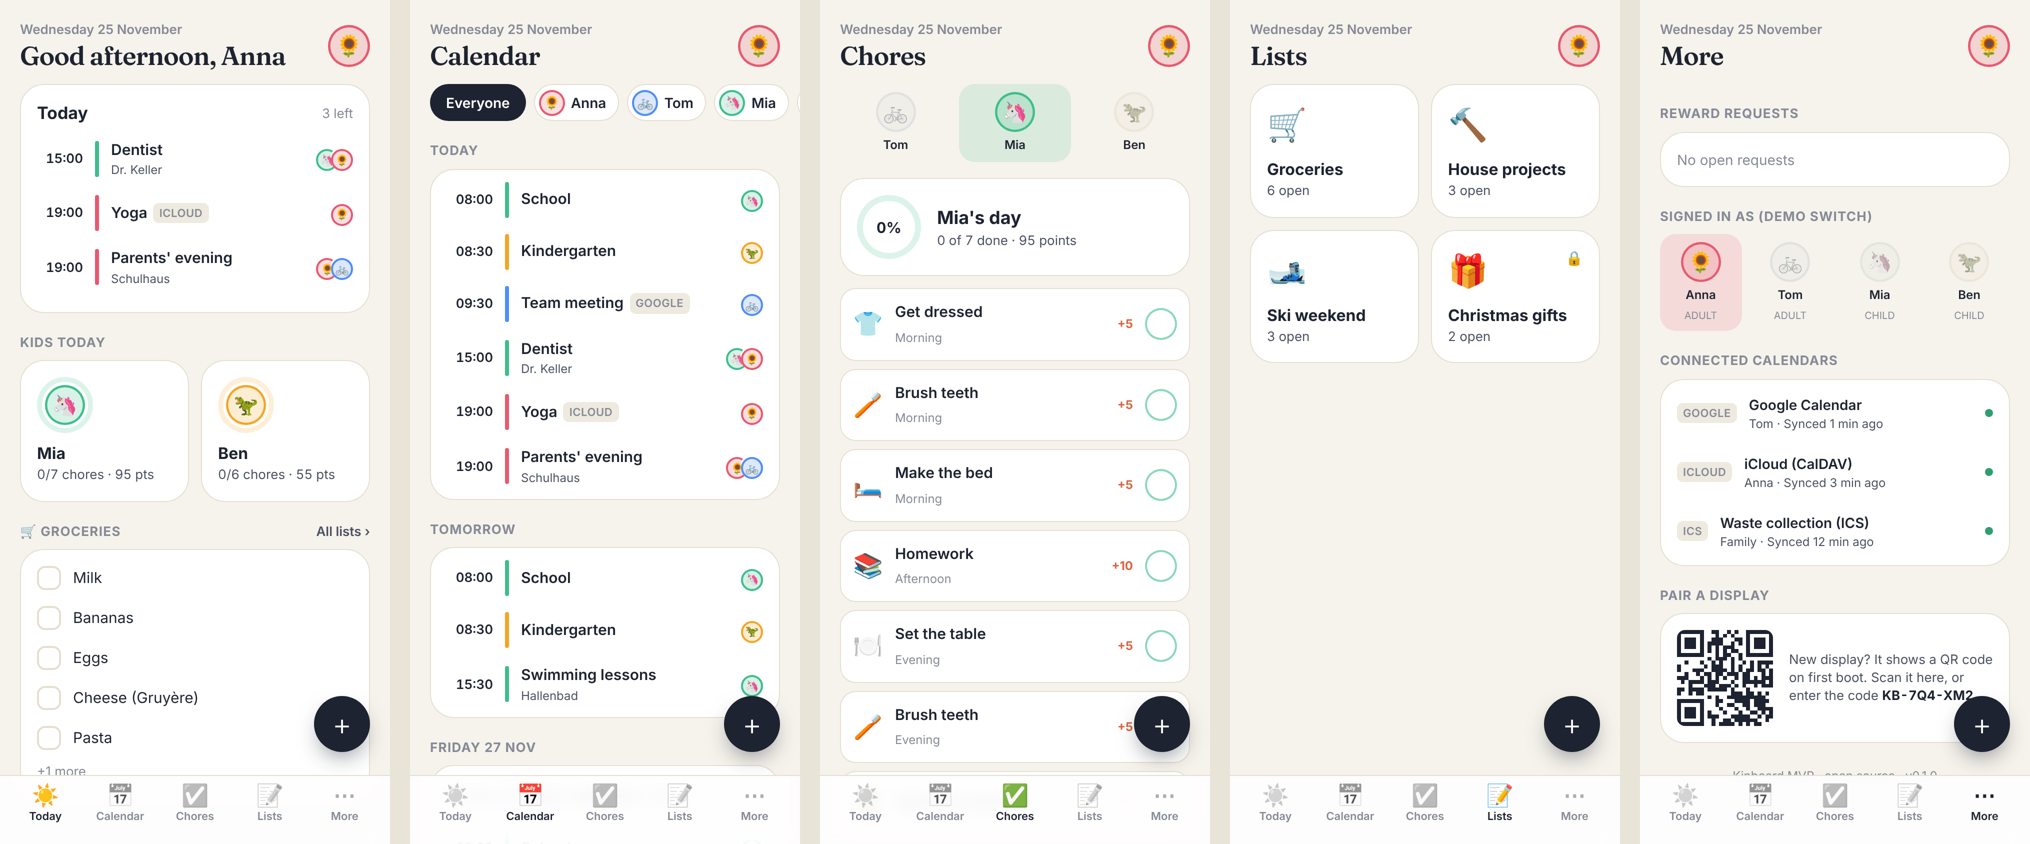 Wednesday 25 November
Good afternoon, Anna
Today
3 left
15:00
Dentist
Dr. Keller
19:00
Yoga ICLOUD
19:00
Parents' evening
Schulhaus
KIDS TODAY
Mia
0/7 chores · 95 pts
Ben
0/6 chores · 55 pts
🛒 GROCERIES
All lists ›
Milk
Bananas
Eggs
Cheese (Gruyère)
Pasta
+1 more
+
Today
Calendar
Chores
Lists
More
Wednesday 25 November
Calendar
Everyone
Anna
Tom
Mia
TODAY
08:00
School
08:30
Kindergarten
09:30
Team meeting GOOGLE
15:00
Dentist
Dr. Keller
19:00
Yoga ICLOUD
19:00
Parents' evening
Schulhaus
TOMORROW
08:00
School
08:30
Kindergarten
15:30
Swimming lessons
Hallenbad
FRIDAY 27 NOV
+
Today
Calendar
Chores
Lists
More
Wednesday 25 November
Chores
Tom
Mia
Ben
0%
Mia's day
0 of 7 done · 95 points
Get dressed
Morning
+5
Brush teeth
Morning
+5
Make the bed
Morning
+5
Homework
Afternoon
+10
Set the table
Evening
+5
Brush teeth
Evening
+5
+
Today
Calendar
Chores
Lists
More
Wednesday 25 November
Lists
Groceries
6 open
House projects
3 open
Ski weekend
3 open
Christmas gifts
2 open
+
Today
Calendar
Chores
Lists
More
Wednesday 25 November
More
REWARD REQUESTS
No open requests
SIGNED IN AS (DEMO SWITCH)
Anna
ADULT
Tom
ADULT
Mia
CHILD
Ben
CHILD
CONNECTED CALENDARS
GOOGLE
Google Calendar
Tom · Synced 1 min ago
ICLOUD
iCloud (CalDAV)
Anna · Synced 3 min ago
ICS
Waste collection (ICS)
Family · Synced 12 min ago
PAIR A DISPLAY
New display? It shows a QR code
on first boot. Scan it here, or
enter the code KB-7Q4-XM2
+
Today
Calendar
Chores
Lists
More